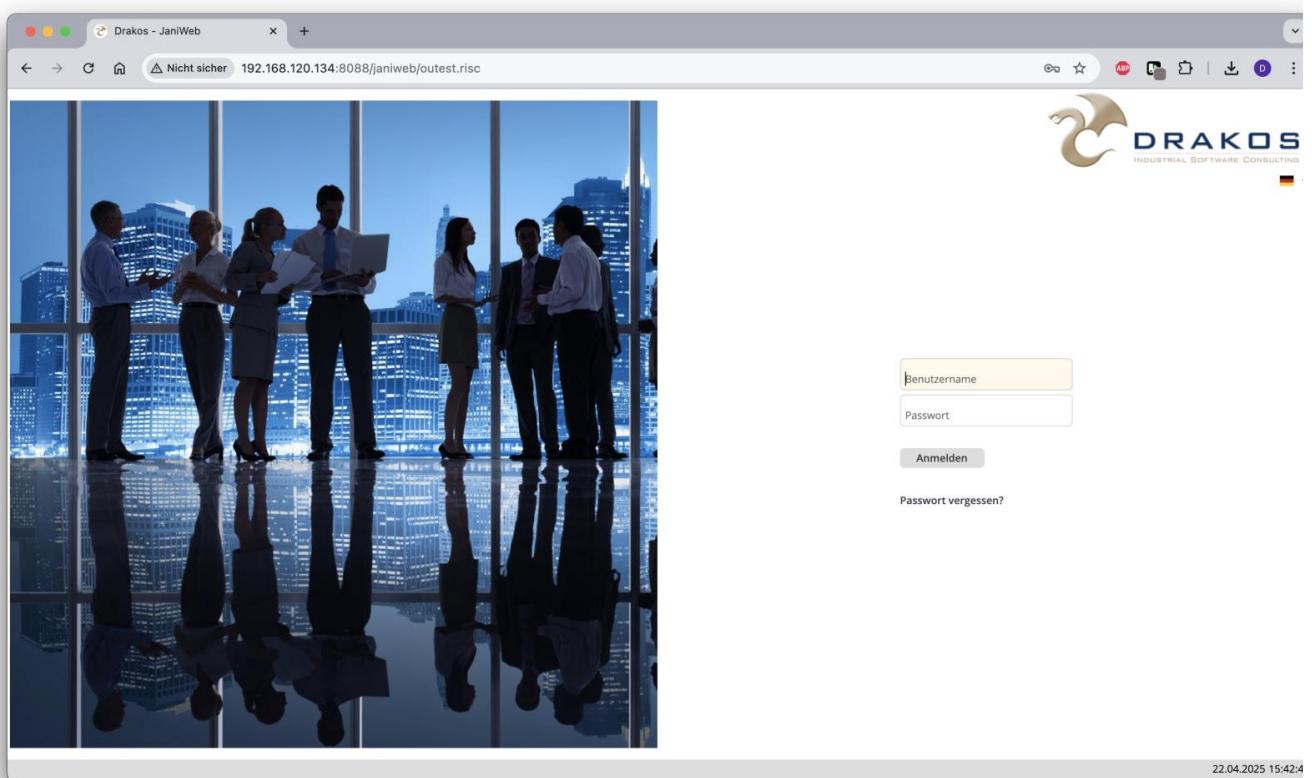 Drakos - JaniWeb
Nicht sicher 192.168.120.134:8088/janiweb/outest.risc
ABP
D
DRAKOS
INDUSTRIAL SOFTWARE CONSULTING
Benutzername
Passwort
Anmelden
Passwort vergessen?
22.04.2025 15:42:4